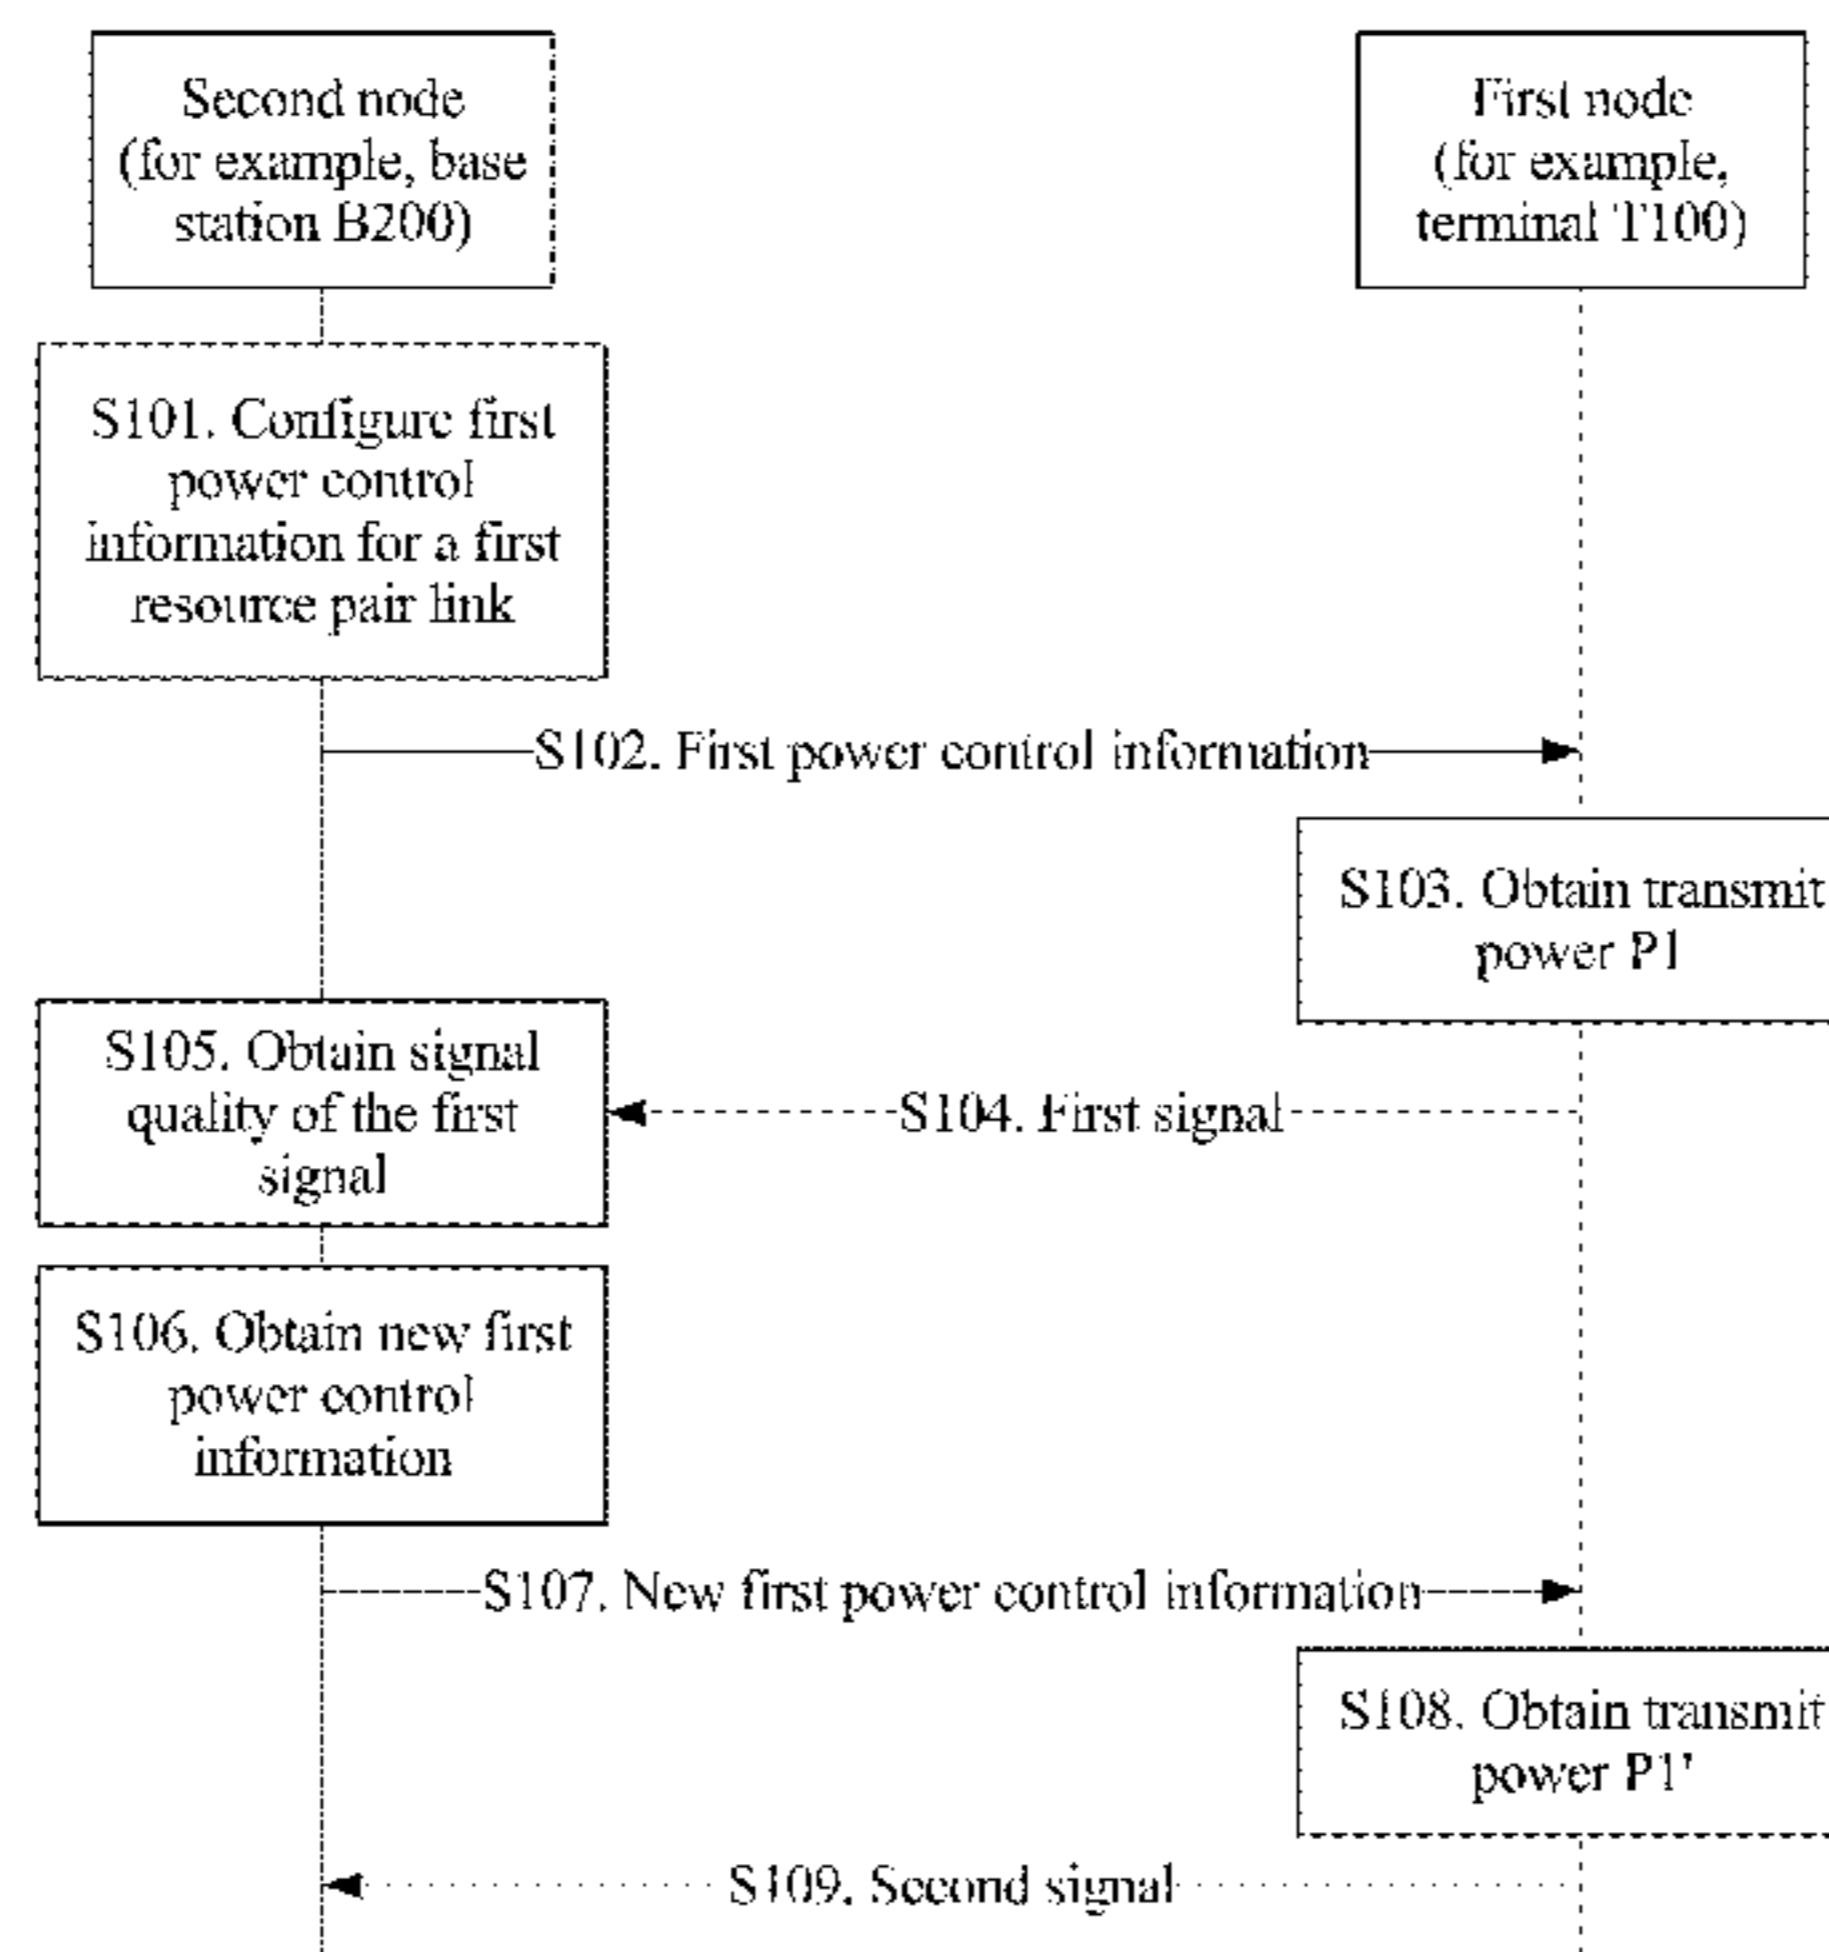 Second node
(for example, base
station B200)
First node
(for example,
terminal T100)
S101. Configure first
power control
information for a first
resource pair link
S102. First power control information
S103. Obtain transmit
power P1
S105. Obtain signal
quality of the first
signal
S104. First signal
S106. Obtain new first
power control
information
S107. New first power control information
S108. Obtain transmit
power P1'
S109. Second signal